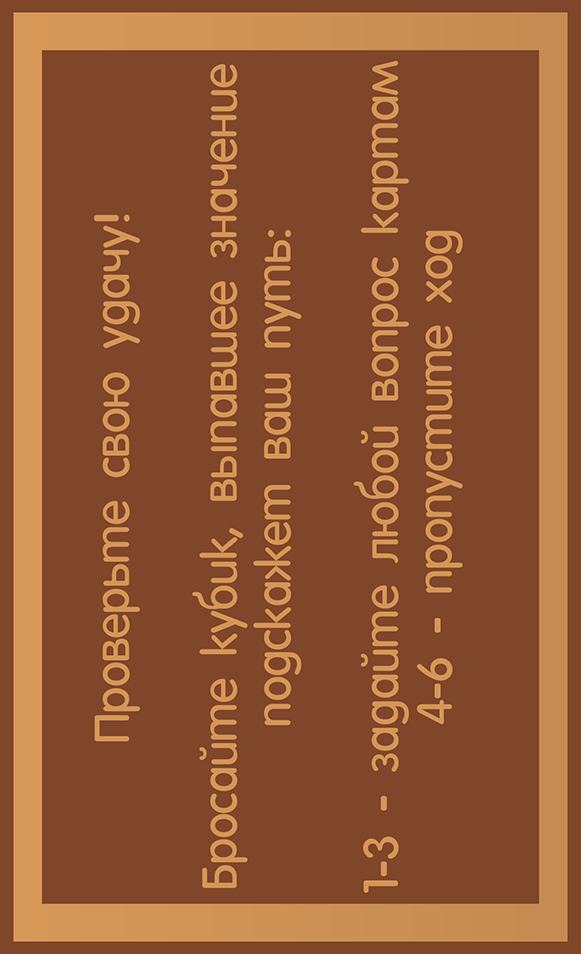 Проверьте свою удачу!
Бросайте кубик, выпавшее значение
подскажет ваш путь:
1-3 - задайте любой вопрос картам
4-6 - пропустите ход